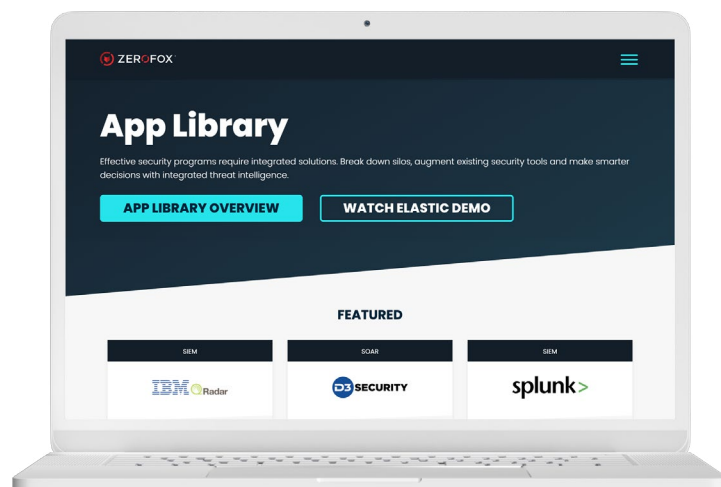 ZEROFOX
App Library
Effective security programs require integrated solutions. Break down silos, augment existing security tools and make smarter
decisions with integrated threat intelligence.
APP LIBRARY OVERVIEW
WATCH ELASTIC DEMO
FEATURED
SIEM
SOAR
SIEM
IBM QRadar
D3 SECURITY
splunk>